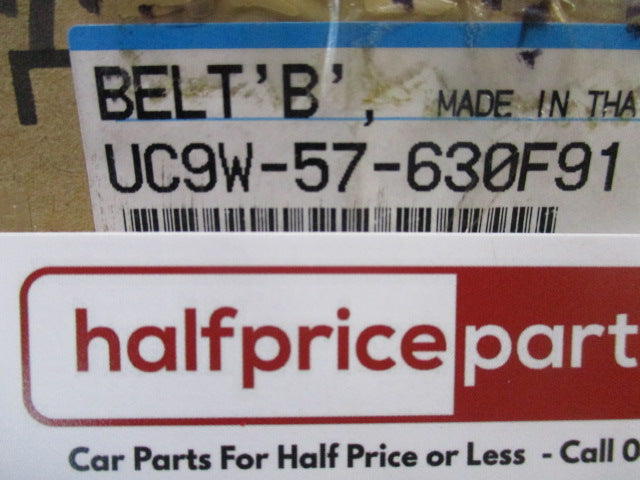 BELT'B', MADE IN THA
UC9W-57-630F91
halfpricepart
Car Parts For Half Price or Less - Call 0